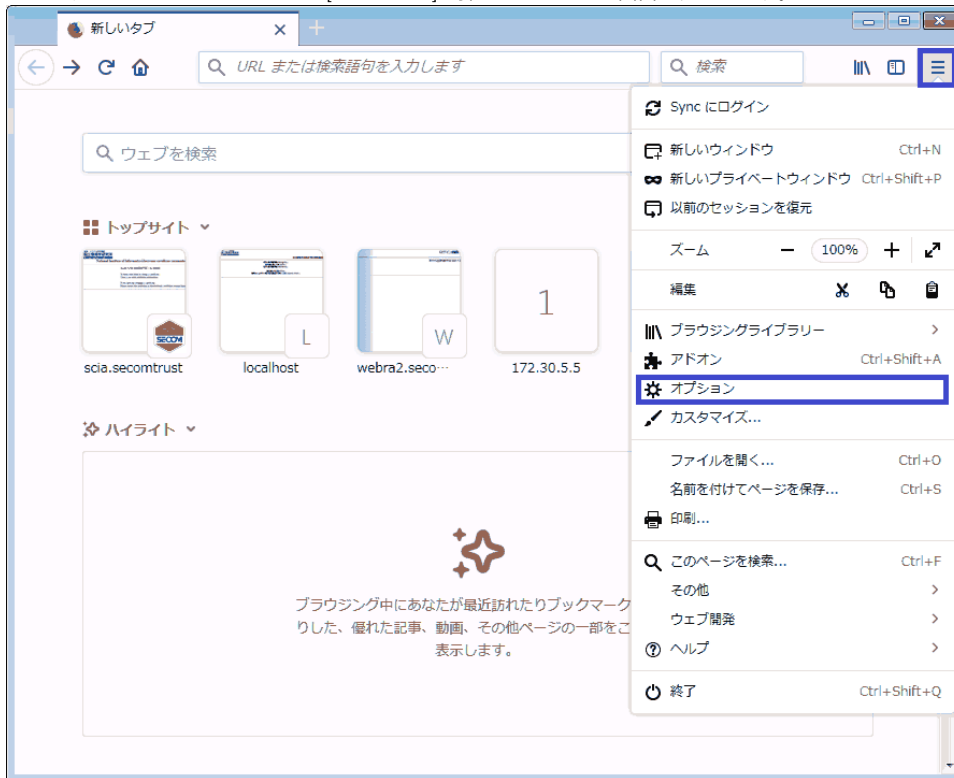 新しいタブ
URL または検索語句を入力します
検索
Sync にログイン
ウェブを検索
新しいウィンドウ Ctrl+N
新しいプライベートウィンドウ Ctrl+Shift+P
以前のセッションを復元
トップサイト
ズーム 100%
編集
1
SECOM
L
W
ブラウジングライブラリー
scia.secomtrust
localhost
webra2.seco…
172.30.5.5
アドオン Ctrl+Shift+A
オプション
カスタマイズ...
ハイライト
ファイルを開く... Ctrl+O
名前を付けてページを保存... Ctrl+S
印刷...
このページを検索... Ctrl+F
その他
ブラウジング中にあなたが最近訪れたりブックマーク
りした、優れた記事、動画、その他ページの一部をこ
表示します。
ウェブ開発
ヘルプ
終了 Ctrl+Shift+Q